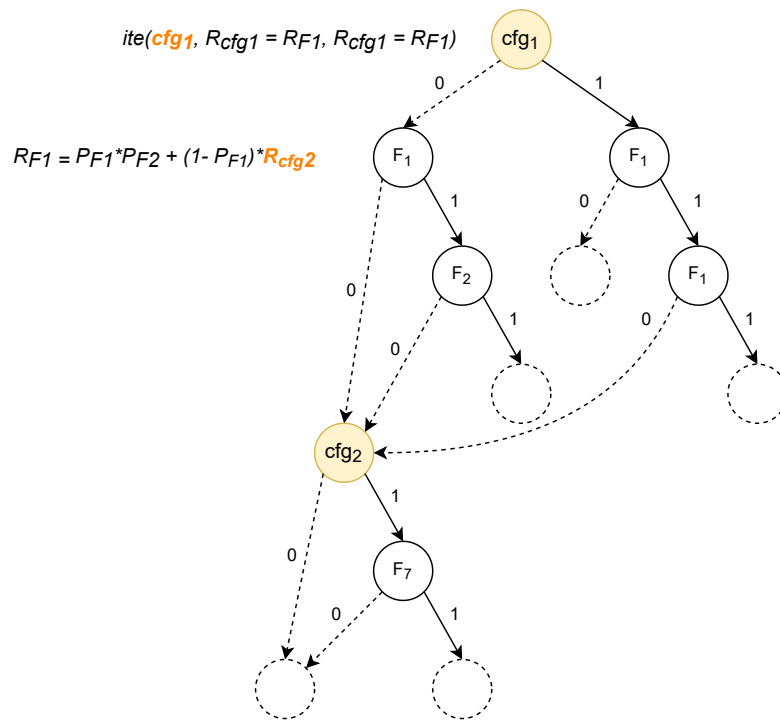 ite(cfg1, Rcfg1 = RF1, Rcfg1 = RF1)
cfg1
0
1
RF1 = PF1*PF2 + (1- PF1)*Rcfg2
F1
F1
1
0
1
0
F2
F1
0
1
0
1
cfg2
1
0
F7
0
1